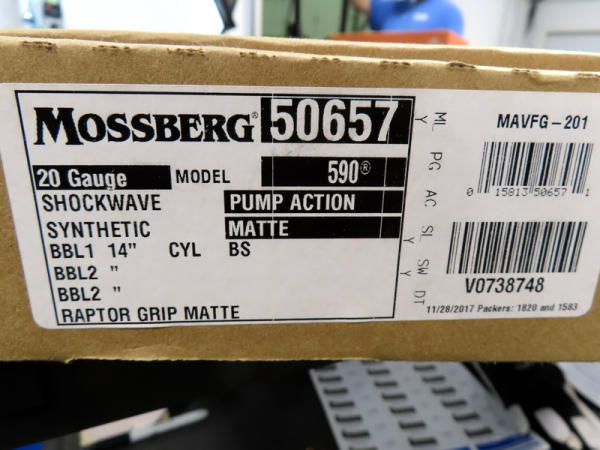 MOSSBERG® 50657
20 Gauge MODEL 590®
SHOCKWAVE PUMP ACTION
SYNTHETIC MATTE
BBL1 14" CYL BS
BBL2 "
BBL2 "
RAPTOR GRIP MATTE
ML PG AC SL SW DT
Y Y Y
MAVFG-201
0 15813 50657 1
V0738748
11/28/2017 Packers: 1820 and 1583